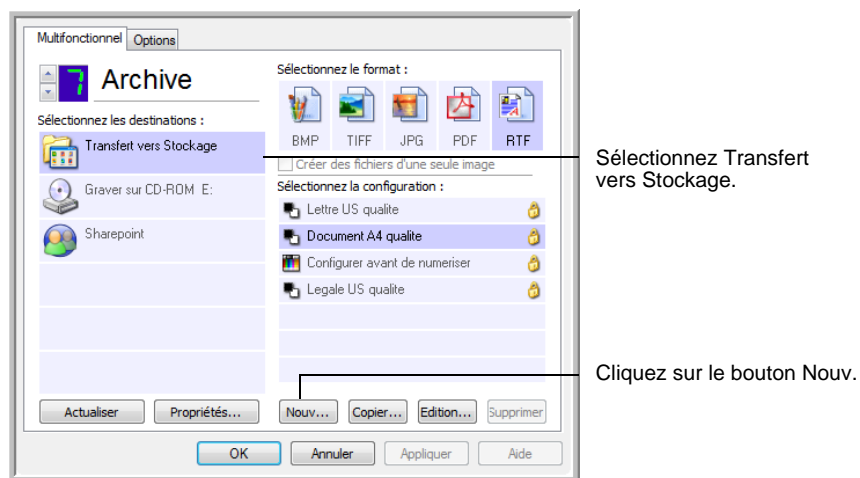 Multifonctionnel Options
7 Archive
Sélectionnez les destinations :
Transfert vers Stockage
Graver sur CD-ROM E:
Sharepoint
Sélectionnez le format :
BMP TIFF JPG PDF RTF
Créer des fichiers d'une seule image
Sélectionnez la configuration :
Lettre US qualite
Document A4 qualite
Configurer avant de numeriser
Legale US qualite
Actualiser Propriétés... Nouv... Copier... Edition... Supprimer
OK Annuler Appliquer Aide
Sélectionnez Transfert
vers Stockage.
Cliquez sur le bouton Nouv.